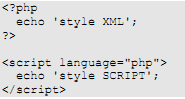 <?php
  echo 'style XML';
?>

<script language="php">
  echo 'style SCRIPT';
</script>